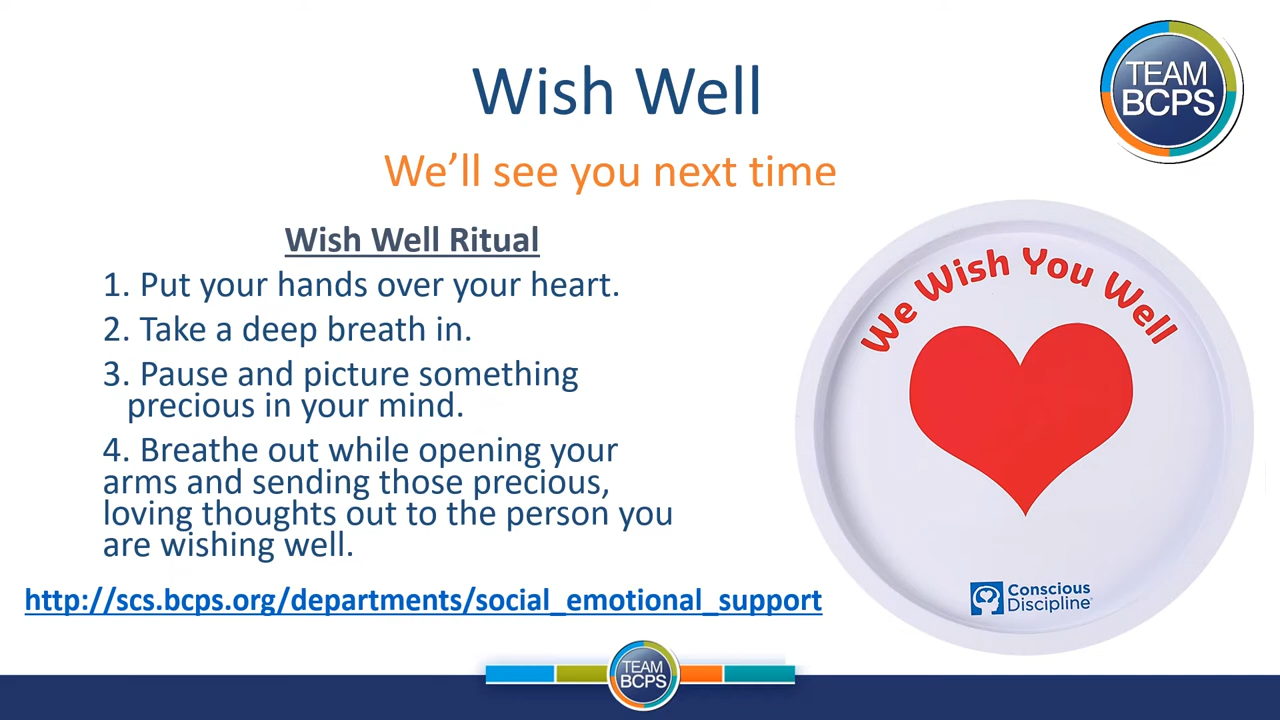 Wish Well
TEAM
BCPS
We'll see you next time
Wish Well Ritual
1. Put your hands over your heart.
2. Take a deep breath in.
3. Pause and picture something
precious in your mind.
4. Breathe out while opening your
arms and sending those precious,
loving thoughts out to the person you
are wishing well.
http://scs.bcps.org/departments/social_emotional_support
We Wish You Well
Conscious
Discipline
TEAM
BCPS